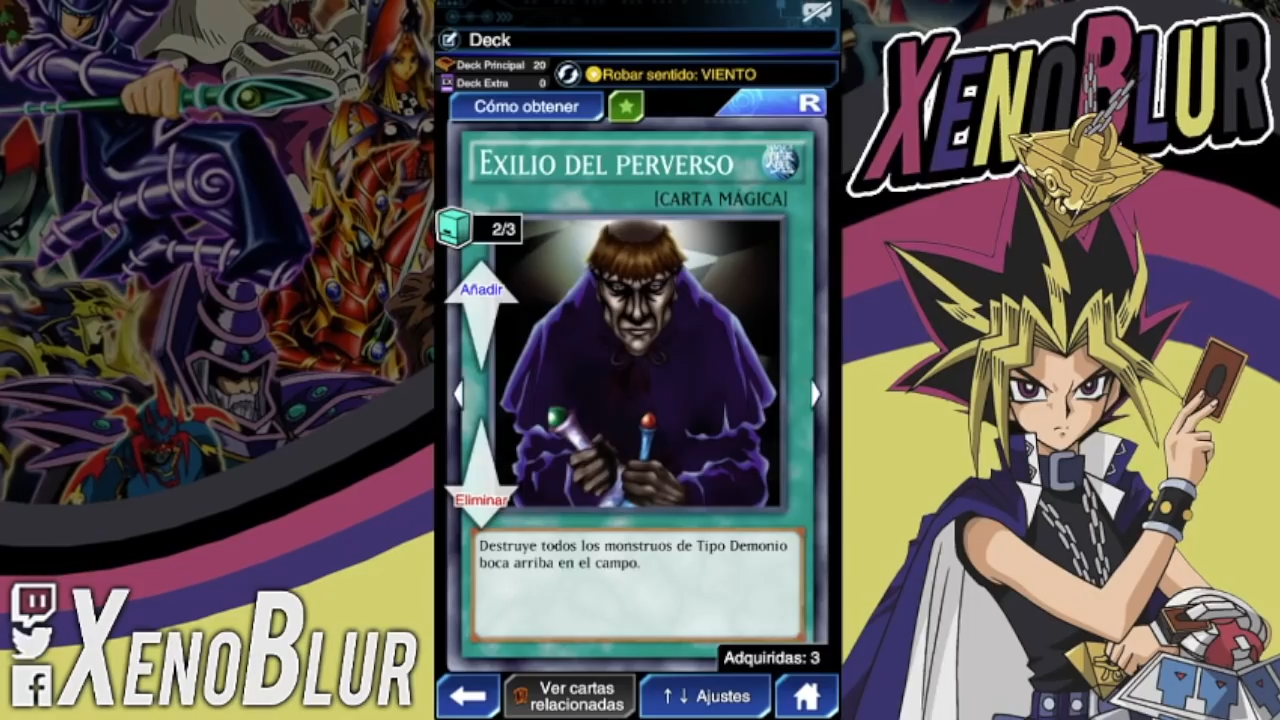 Deck
Deck Principal 20
Deck Extra 0
Robar sentido: VIENTO
Cómo obtener
R
EXILIO DEL PERVERSO
[CARTA MÁGICA]
2/3
Añadir
Eliminar
Destruye todos los monstruos de Tipo Demonio
boca arriba en el campo.
Adquiridas: 3
Ver cartas
relacionadas
↑↓ Ajustes
XENOBLUR
XENOBLUR